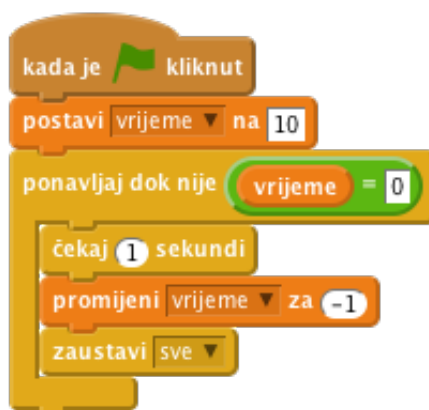 kada je kliknut
postavi vrijeme na 10
ponavljaj dok nije vrijeme = 0
čekaj 1 sekundi
promijeni vrijeme za -1
zaustavi sve